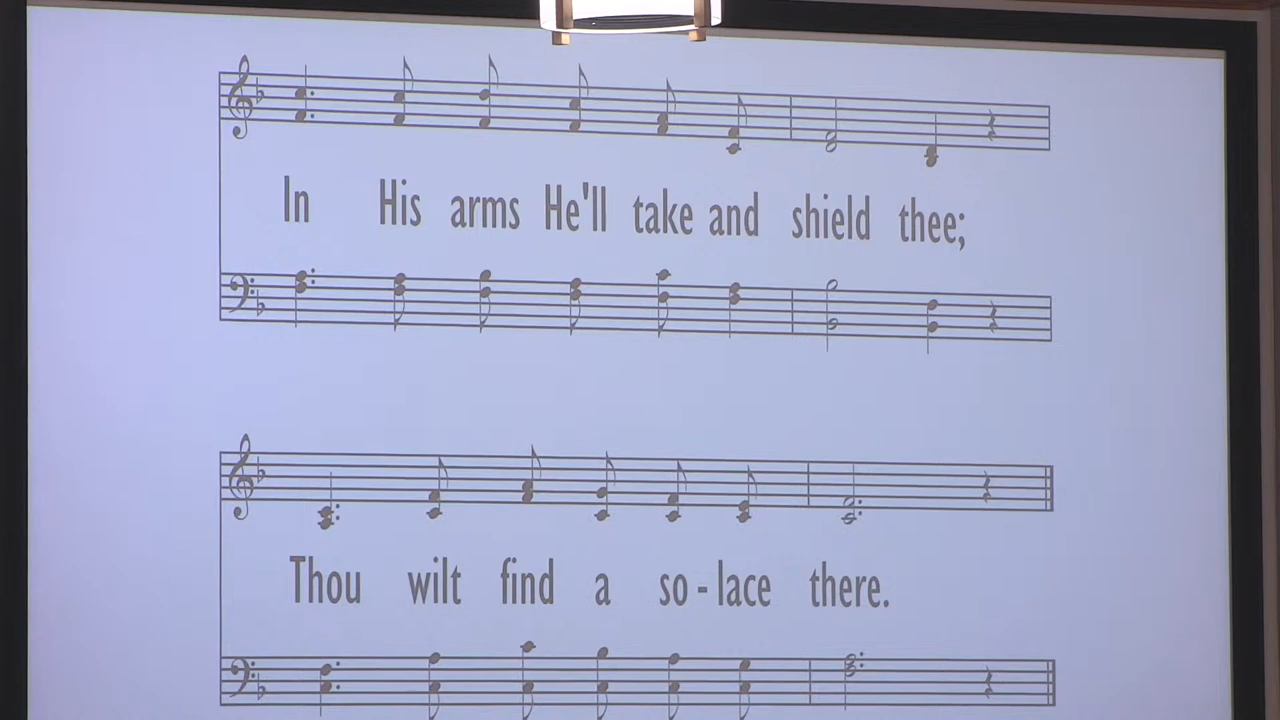 In His arms He'll take and shield thee;
Thou wilt find a so-lace there.